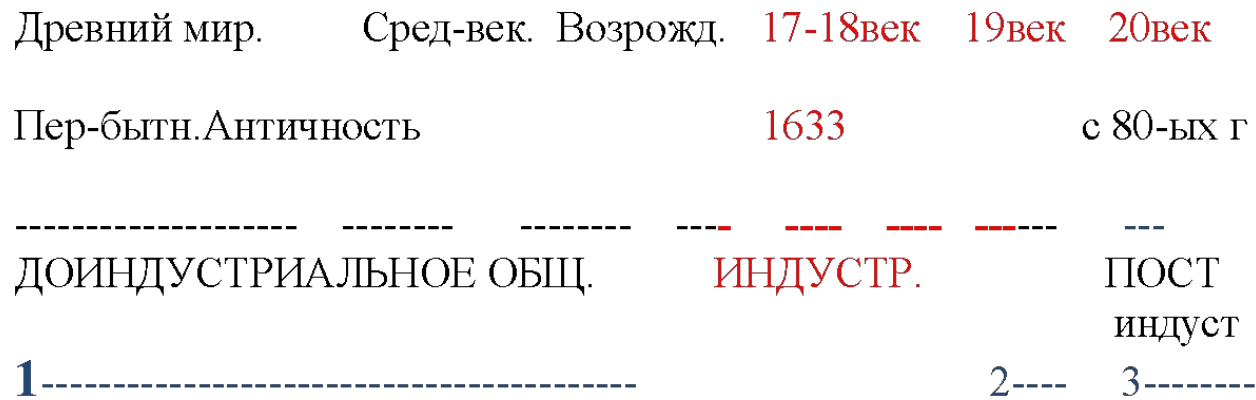 Древний мир. Сред-век. Возрожд. 17-18век 19век 20век
Пер-бытн.Античность 1633 с 80-ых г
-------------------- -------- -------- ---- ---- ---- ------ ---
ДОИНДУСТРИАЛЬНОЕ ОБЩ. ИНДУСТР. ПОСТ
индуст
1------------------------------------------ 2---- 3--------